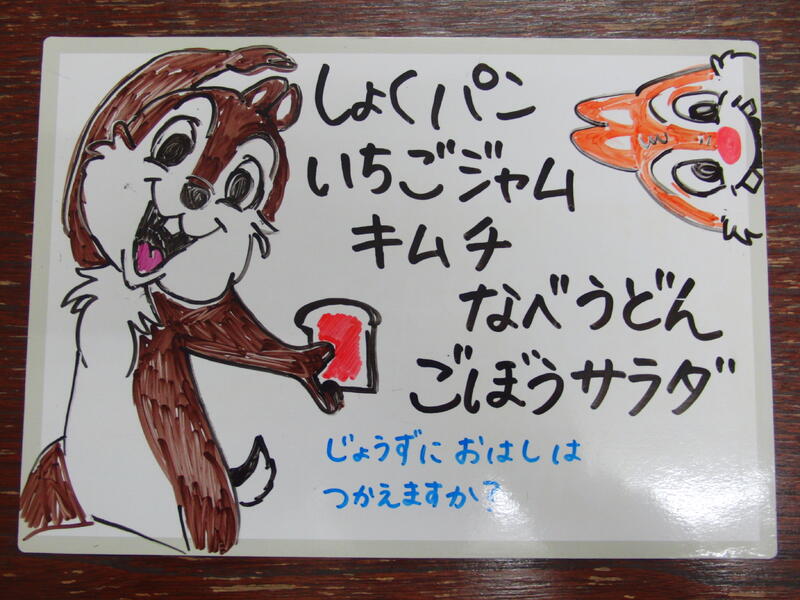 しょくパン
いちごジャム
キムチ
なべうどん
ごぼうサラダ
じょうずに おはしは
つかえますか?